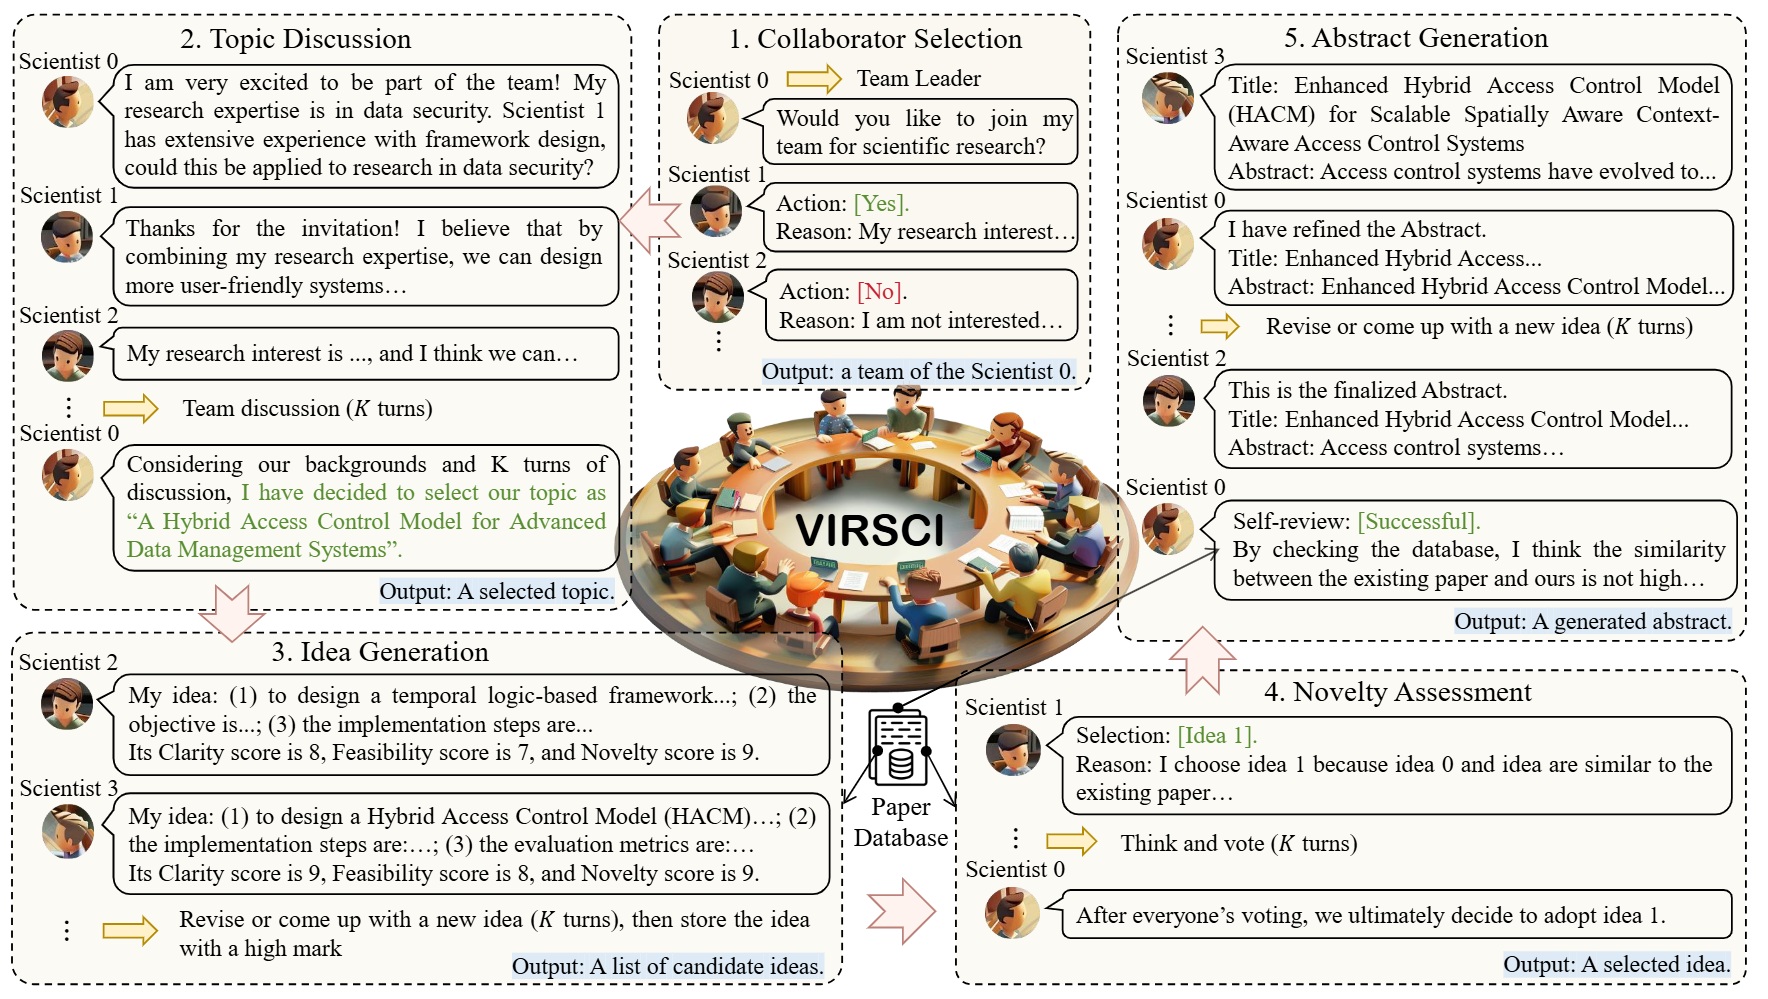 1. Collaborator Selection
Scientist 0
Team Leader
Would you like to join my
team for scientific research?
Scientist 1
Action: [Yes].
Reason: My research interest…
Scientist 2
Action: [No].
Reason: I am not interested…
⋮
Output: a team of the Scientist 0.
2. Topic Discussion
Scientist 0
I am very excited to be part of the team! My
research expertise is in data security. Scientist 1
has extensive experience with framework design,
could this be applied to research in data security?
Scientist 1
Thanks for the invitation! I believe that by
combining my research expertise, we can design
more user-friendly systems…
Scientist 2
My research interest is ..., and I think we can…
⋮
Team discussion (K turns)
Scientist 0
Considering our backgrounds and K turns of
discussion, I have decided to select our topic as
“A Hybrid Access Control Model for Advanced
Data Management Systems”.
Output: A selected topic.
VIRSCI
3. Idea Generation
Scientist 2
My idea: (1) to design a temporal logic-based framework...; (2) the
objective is...; (3) the implementation steps are...
Its Clarity score is 8, Feasibility score is 7, and Novelty score is 9.
Scientist 3
My idea: (1) to design a Hybrid Access Control Model (HACM)…; (2)
the implementation steps are:…; (3) the evaluation metrics are:…
Its Clarity score is 9, Feasibility score is 8, and Novelty score is 9.
⋮
Revise or come up with a new idea (K turns), then store the idea
with a high mark
Output: A list of candidate ideas.
Paper
Database
4. Novelty Assessment
Scientist 1
Selection: [Idea 1].
Reason: I choose idea 1 because idea 0 and idea are similar to the
existing paper…
⋮
Think and vote (K turns)
Scientist 0
After everyone’s voting, we ultimately decide to adopt idea 1.
Output: A selected idea.
5. Abstract Generation
Scientist 3
Title: Enhanced Hybrid Access Control Model
(HACM) for Scalable Spatially Aware Context-
Aware Access Control Systems
Abstract: Access control systems have evolved to...
Scientist 0
I have refined the Abstract.
Title: Enhanced Hybrid Access...
Abstract: Enhanced Hybrid Access Control Model...
⋮
Revise or come up with a new idea (K turns)
Scientist 2
This is the finalized Abstract.
Title: Enhanced Hybrid Access Control Model...
Abstract: Access control systems…
Scientist 0
Self-review: [Successful].
By checking the database, I think the similarity
between the existing paper and ours is not high…
Output: A generated abstract.